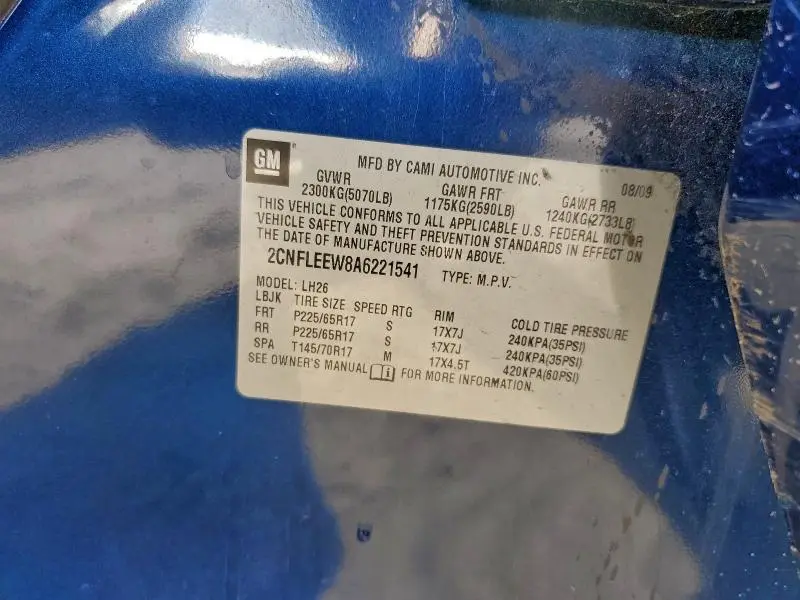 GM MFD BY CAMI AUTOMOTIVE INC. 08/09
GVWR GAWR FRT GAWR RR
2300KG(5070LB) 1175KG(2590LB) 1240KG(2733LB)
THIS VEHICLE CONFORMS TO ALL APPLICABLE U.S. FEDERAL MOTOR
VEHICLE SAFETY AND THEFT PREVENTION STANDARDS IN EFFECT ON
THE DATE OF MANUFACTURE SHOWN ABOVE.
2CNFLEEW8A6221541 TYPE: M.P.V.
MODEL: LH26
LBJK TIRE SIZE SPEED RTG RIM COLD TIRE PRESSURE
FRT P225/65R17 S 17X7J 240KPA(35PSI)
RR P225/65R17 S 17X7J 240KPA(35PSI)
SPA T145/70R17 M 17X4.5T 420KPA(60PSI)
SEE OWNER'S MANUAL i FOR MORE INFORMATION.